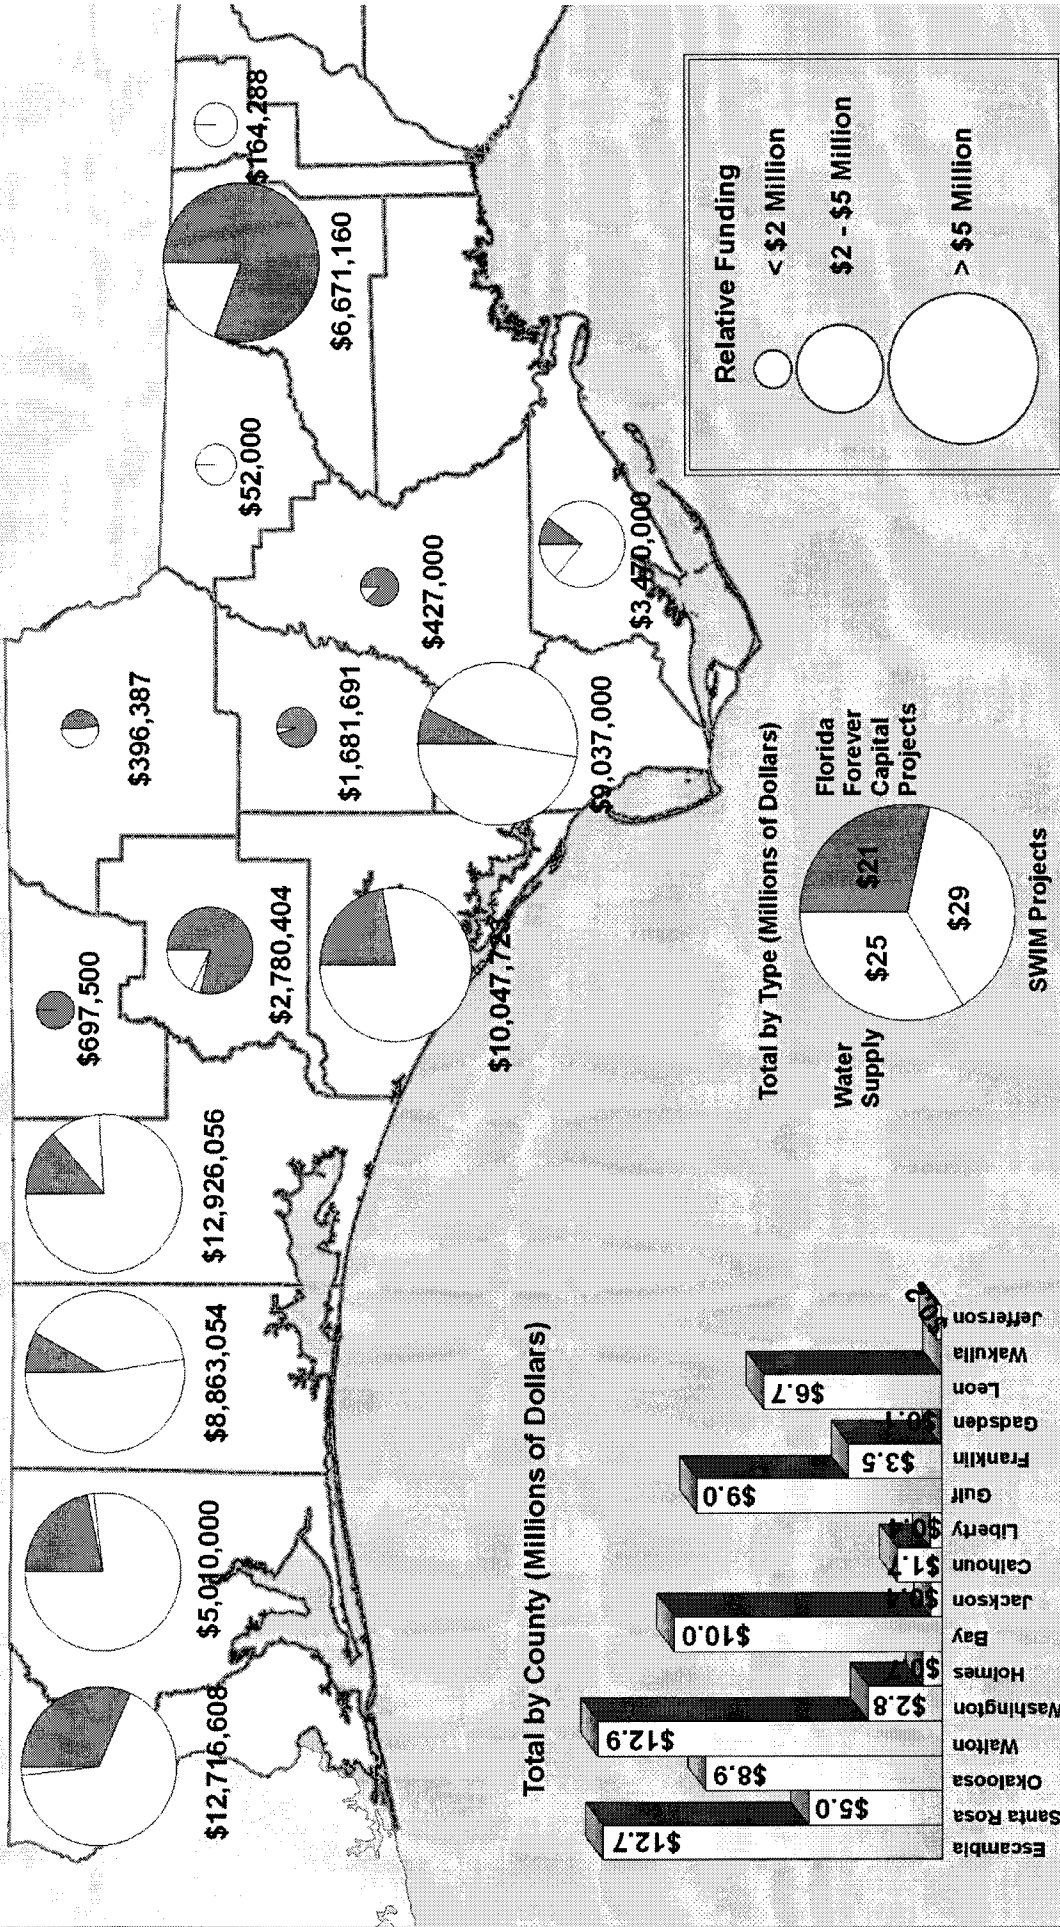 $12,716,608
$5,010,000
$8,863,054
$12,926,056
$697,500
$2,780,404
$396,387
$1,681,691
$427,000
$9,037,000
$3,470,000
$52,000
$6,671,160
$164,288
Total by County (Millions of Dollars)
$12.7
$5.0
$8.9
$12.9
$2.8
$10.0
$1.7
$9.0
$3.5
$6.7
Escambia
Santa Rosa
Okaloosa
Walton
Washington
Holmes
Bay
Jackson
Calhoun
Liberty
Gulf
Franklin
Gadsden
Leon
Wakulla
Jefferson
Total by Type (Millions of Dollars)
Water
Supply
$25
$21
$29
Florida
Forever
Capital
Projects
SWIM Projects
Relative Funding
< $2 Million
$2 - $5 Million
> $5 Million